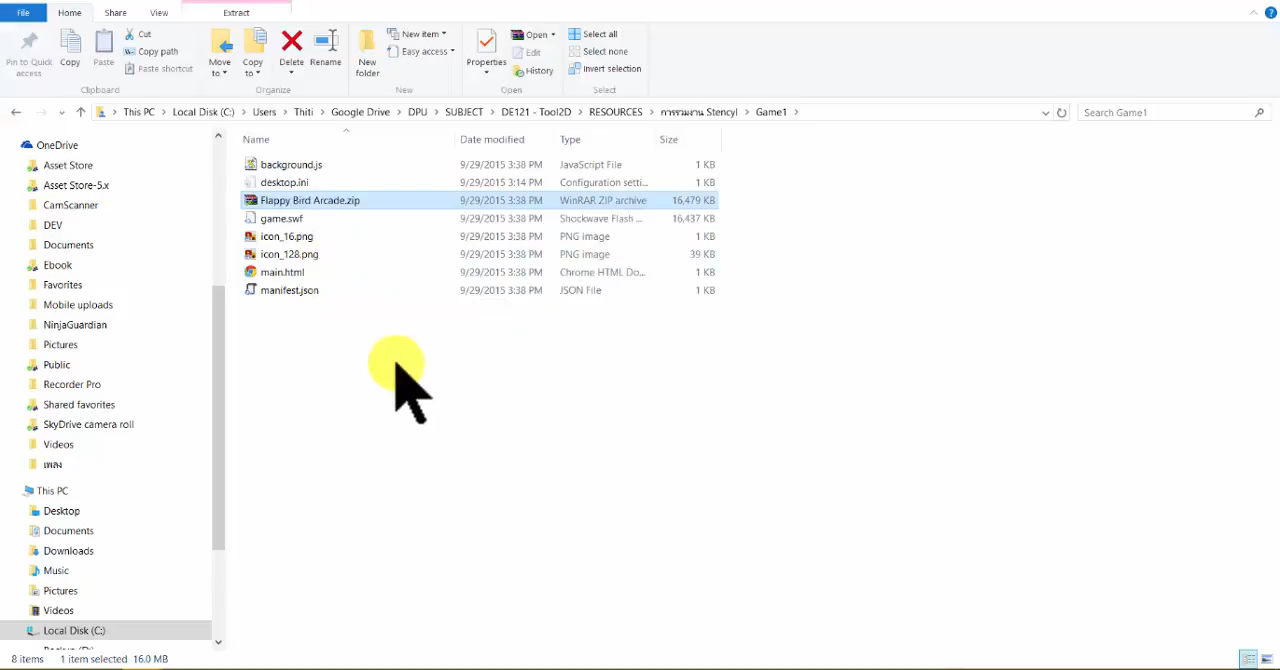 File Home Share View Extract
Pin to Quick access
Copy
Paste
Cut
Copy path
Paste shortcut
Clipboard
Move to
Copy to
Delete
Rename
Organize
New folder
New item
Easy access
New
Properties
Open
Edit
History
Open
Select all
Select none
Invert selection
Select
This PC > Local Disk (C:) > Users > Thiti > Google Drive > DPU > SUBJECT > DE121 - Tool2D > RESOURCES > การรวมงาน Stencyl > Game1 >
Search Game1
OneDrive
Asset Store
Asset Store-5.x
CamScanner
DEV
Documents
Ebook
Favorites
Mobile uploads
NinjaGuardian
Pictures
Public
Recorder Pro
Shared favorites
SkyDrive camera roll
Videos
เพลง
This PC
Desktop
Documents
Downloads
Music
Pictures
Videos
Local Disk (C:)
Name Date modified Type Size
background.js 9/29/2015 3:38 PM JavaScript File 1 KB
desktop.ini 9/29/2015 3:14 PM Configuration setti... 1 KB
Flappy Bird Arcade.zip 9/29/2015 3:38 PM WinRAR ZIP archive 16,479 KB
game.swf 9/29/2015 3:38 PM Shockwave Flash ... 16,437 KB
icon_16.png 9/29/2015 3:38 PM PNG image 1 KB
icon_128.png 9/29/2015 3:38 PM PNG image 39 KB
main.html 9/29/2015 3:38 PM Chrome HTML Do... 1 KB
manifest.json 9/29/2015 3:38 PM JSON File 1 KB
8 items 1 item selected 16.0 MB